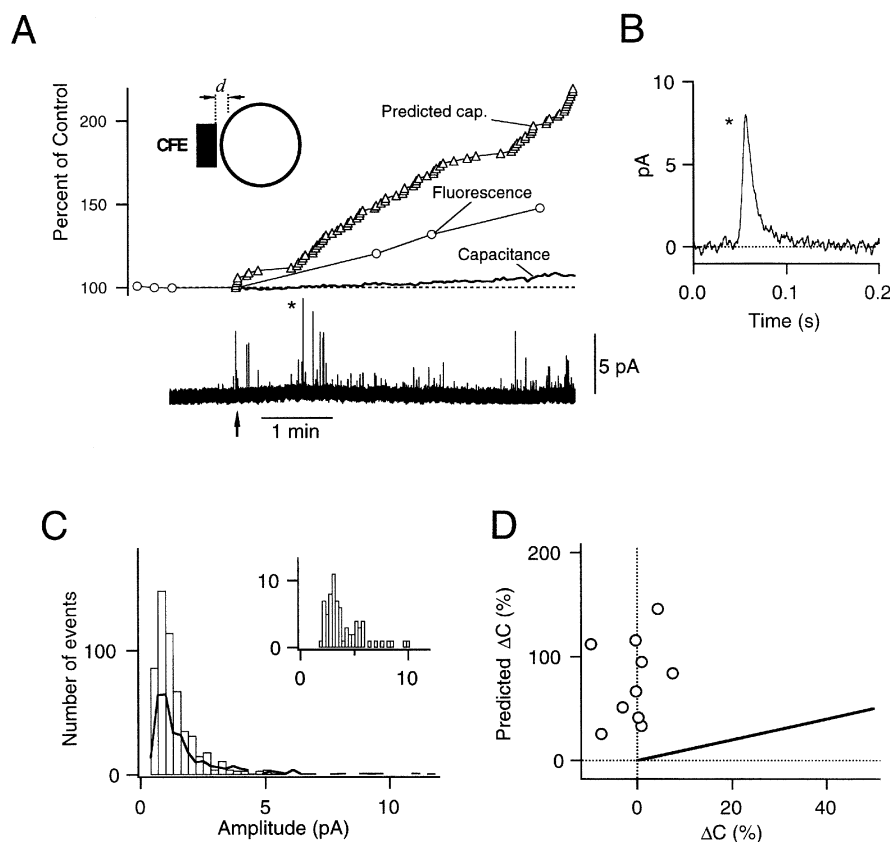 A
Percent of Control
200
150
100
d
CFE
Predicted cap.
Fluorescence
Capacitance
*
5 pA
1 min
B
pA
10
5
0
*
0.0
0.1
0.2
Time (s)
C
Number of events
100
0
10
0
0
10
0
5
10
Amplitude (pA)
D
Predicted ΔC (%)
200
100
0
0
20
40
ΔC (%)